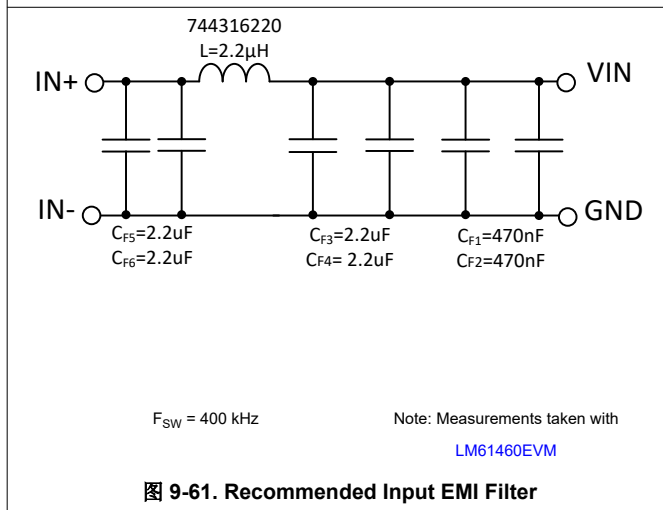 744316220
L=2.2µH
IN+
VIN
IN-
GND
CF5=2.2uF
CF6=2.2uF
CF3=2.2uF
CF4= 2.2uF
CF1=470nF
CF2=470nF
FSW = 400 kHz
Note: Measurements taken with
LM61460EVM
图 9-61. Recommended Input EMI Filter